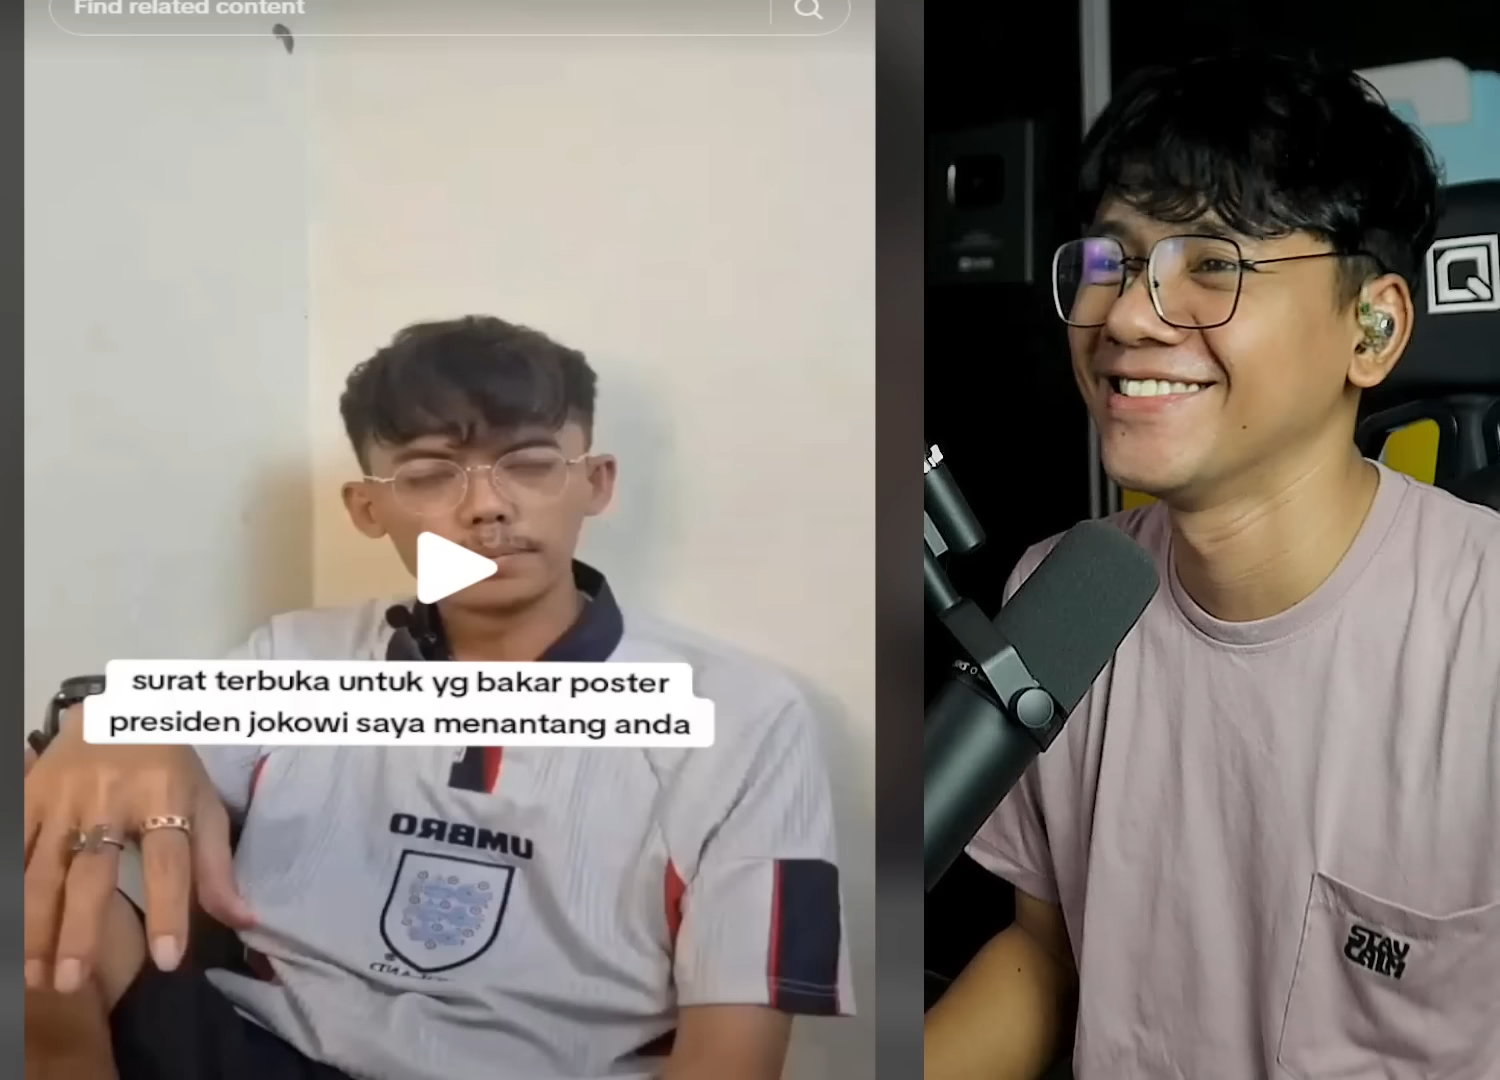 Find related content
surat terbuka untuk yg bakar poster
presiden jokowi saya menantang anda
UMBRO
STAY
CALM